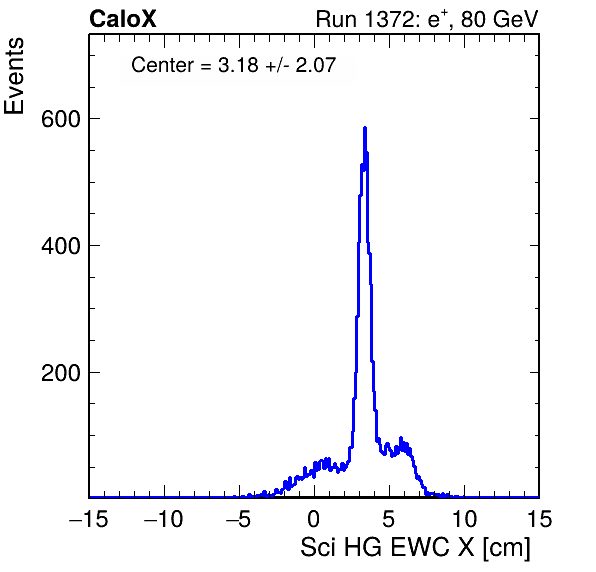 CaloX Run 1372: e⁺, 80 GeV
Center = 3.18 +/- 2.07
Events
600
400
200
−15 −10 −5 0 5 10 15
Sci HG EWC X [cm]